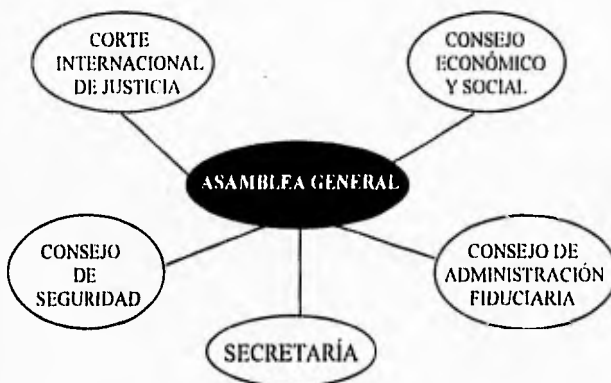 CORTE
INTERNACIONAL
DE JUSTICIA
CONSEJO
ECONÓMICO
Y SOCIAL
ASAMBLEA GENERAL
CONSEJO
DE
SEGURIDAD
CONSEJO DE
ADMINISTRACIÓN
FIDUCIARIA
SECRETARÍA